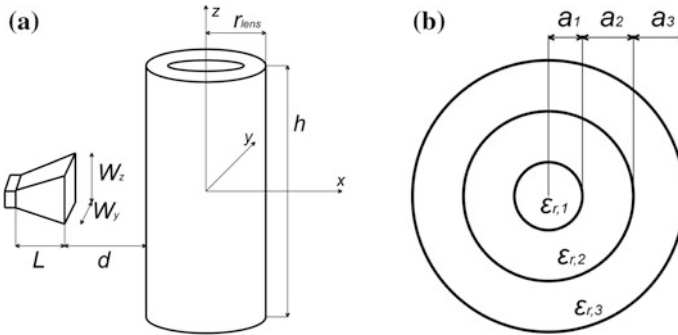 (a)
z
r_lens
y
h
x
W_z
W_y
L
d
(b)
a_1
a_2
a_3
ε_r,1
ε_r,2
ε_r,3